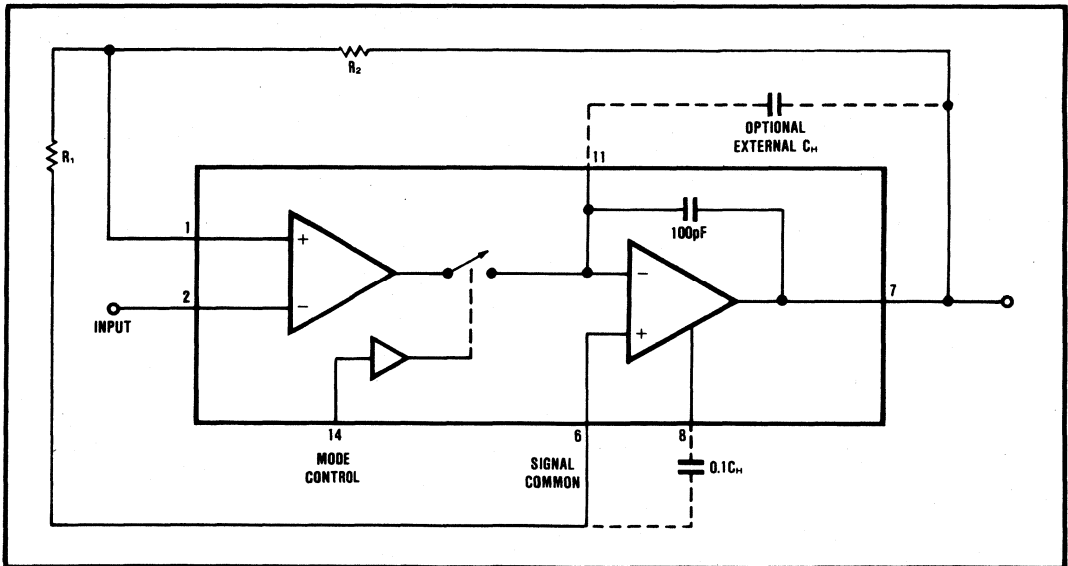 R₂
OPTIONAL
EXTERNAL Cʜ
R₁
11
1
+
100pF
−
7
2
−
INPUT
+
14
MODE
CONTROL
6
SIGNAL
COMMON
8
0.1Cʜ